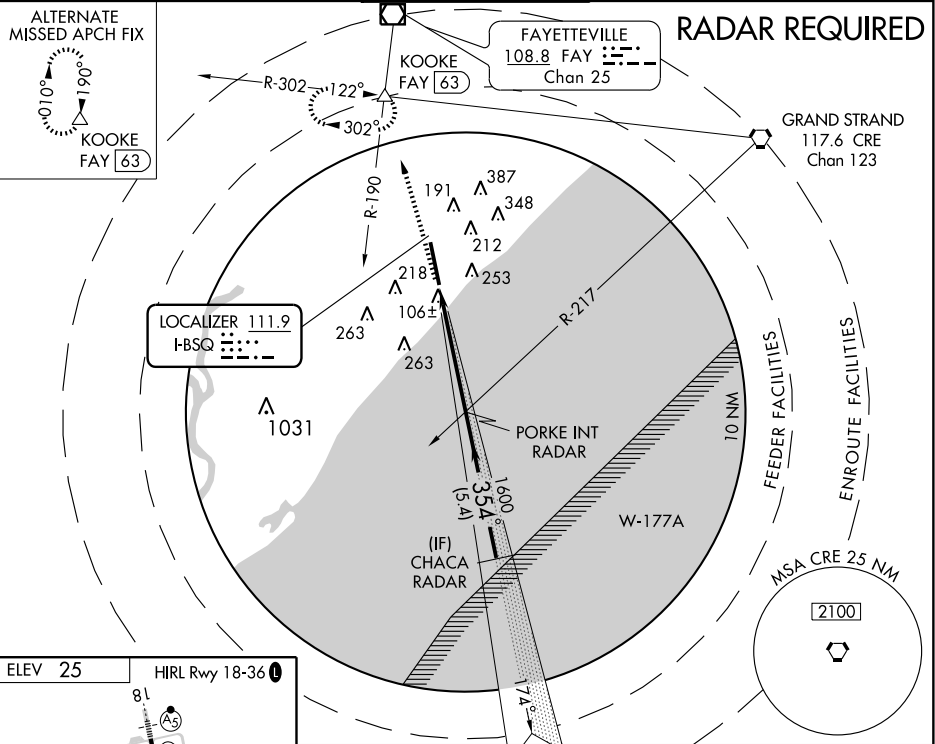 ALTERNATE
MISSED APCH FIX
010°
190°
KOOKE
FAY 63
RADAR REQUIRED
FAYETTEVILLE
108.8 FAY
Chan 25
KOOKE
FAY 63
R-302
122°
302°
R-190
GRAND STRAND
117.6 CRE
Chan 123
387
191
348
212
253
218
263
106±
263
1031
R-217
LOCALIZER 111.9
I-BSQ
PORKE INT
RADAR
1600
354°
(5.4)
(IF)
CHACA
RADAR
W-177A
10 NM
FEEDER FACILITIES
ENROUTE FACILITIES
MSA CRE 25 NM
2100
174°
ELEV 25
HIRL Rwy 18-36 L
18
A5